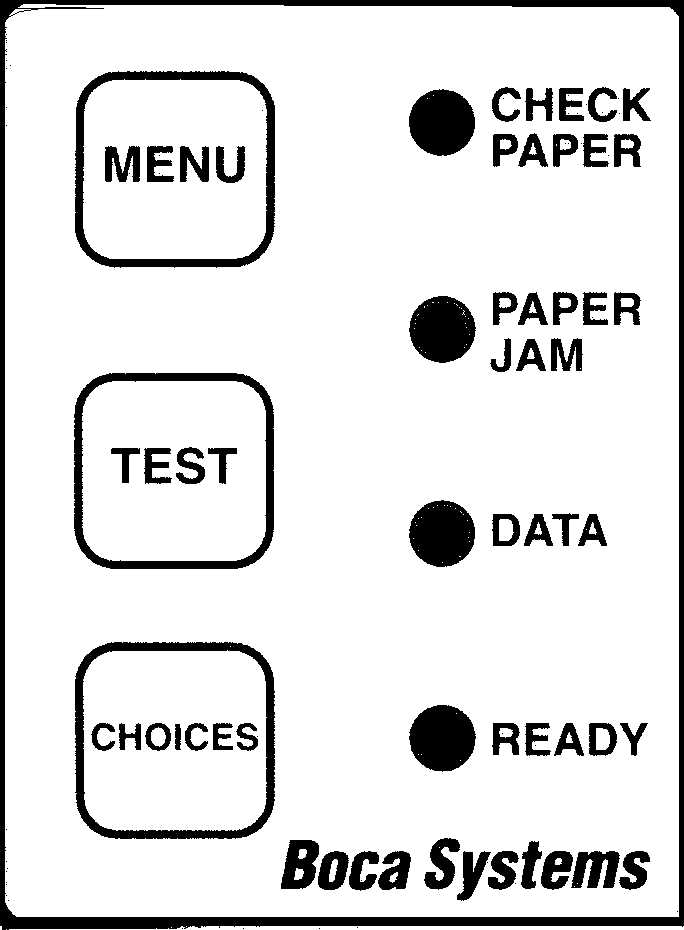 MENU
CHECK
PAPER
PAPER
JAM
TEST
DATA
CHOICES
READY
Boca Systems